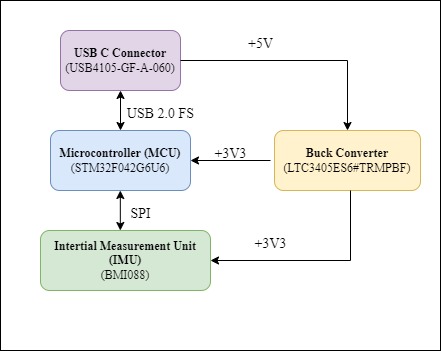 USB C Connector
(USB4105-GF-A-060)
+5V
USB 2.0 FS
Microcontroller (MCU)
(STM32F042G6U6)
+3V3
Buck Converter
(LTC3405ES6#TRMPBF)
SPI
Intertial Measurement Unit
(IMU)
(BMI088)
+3V3